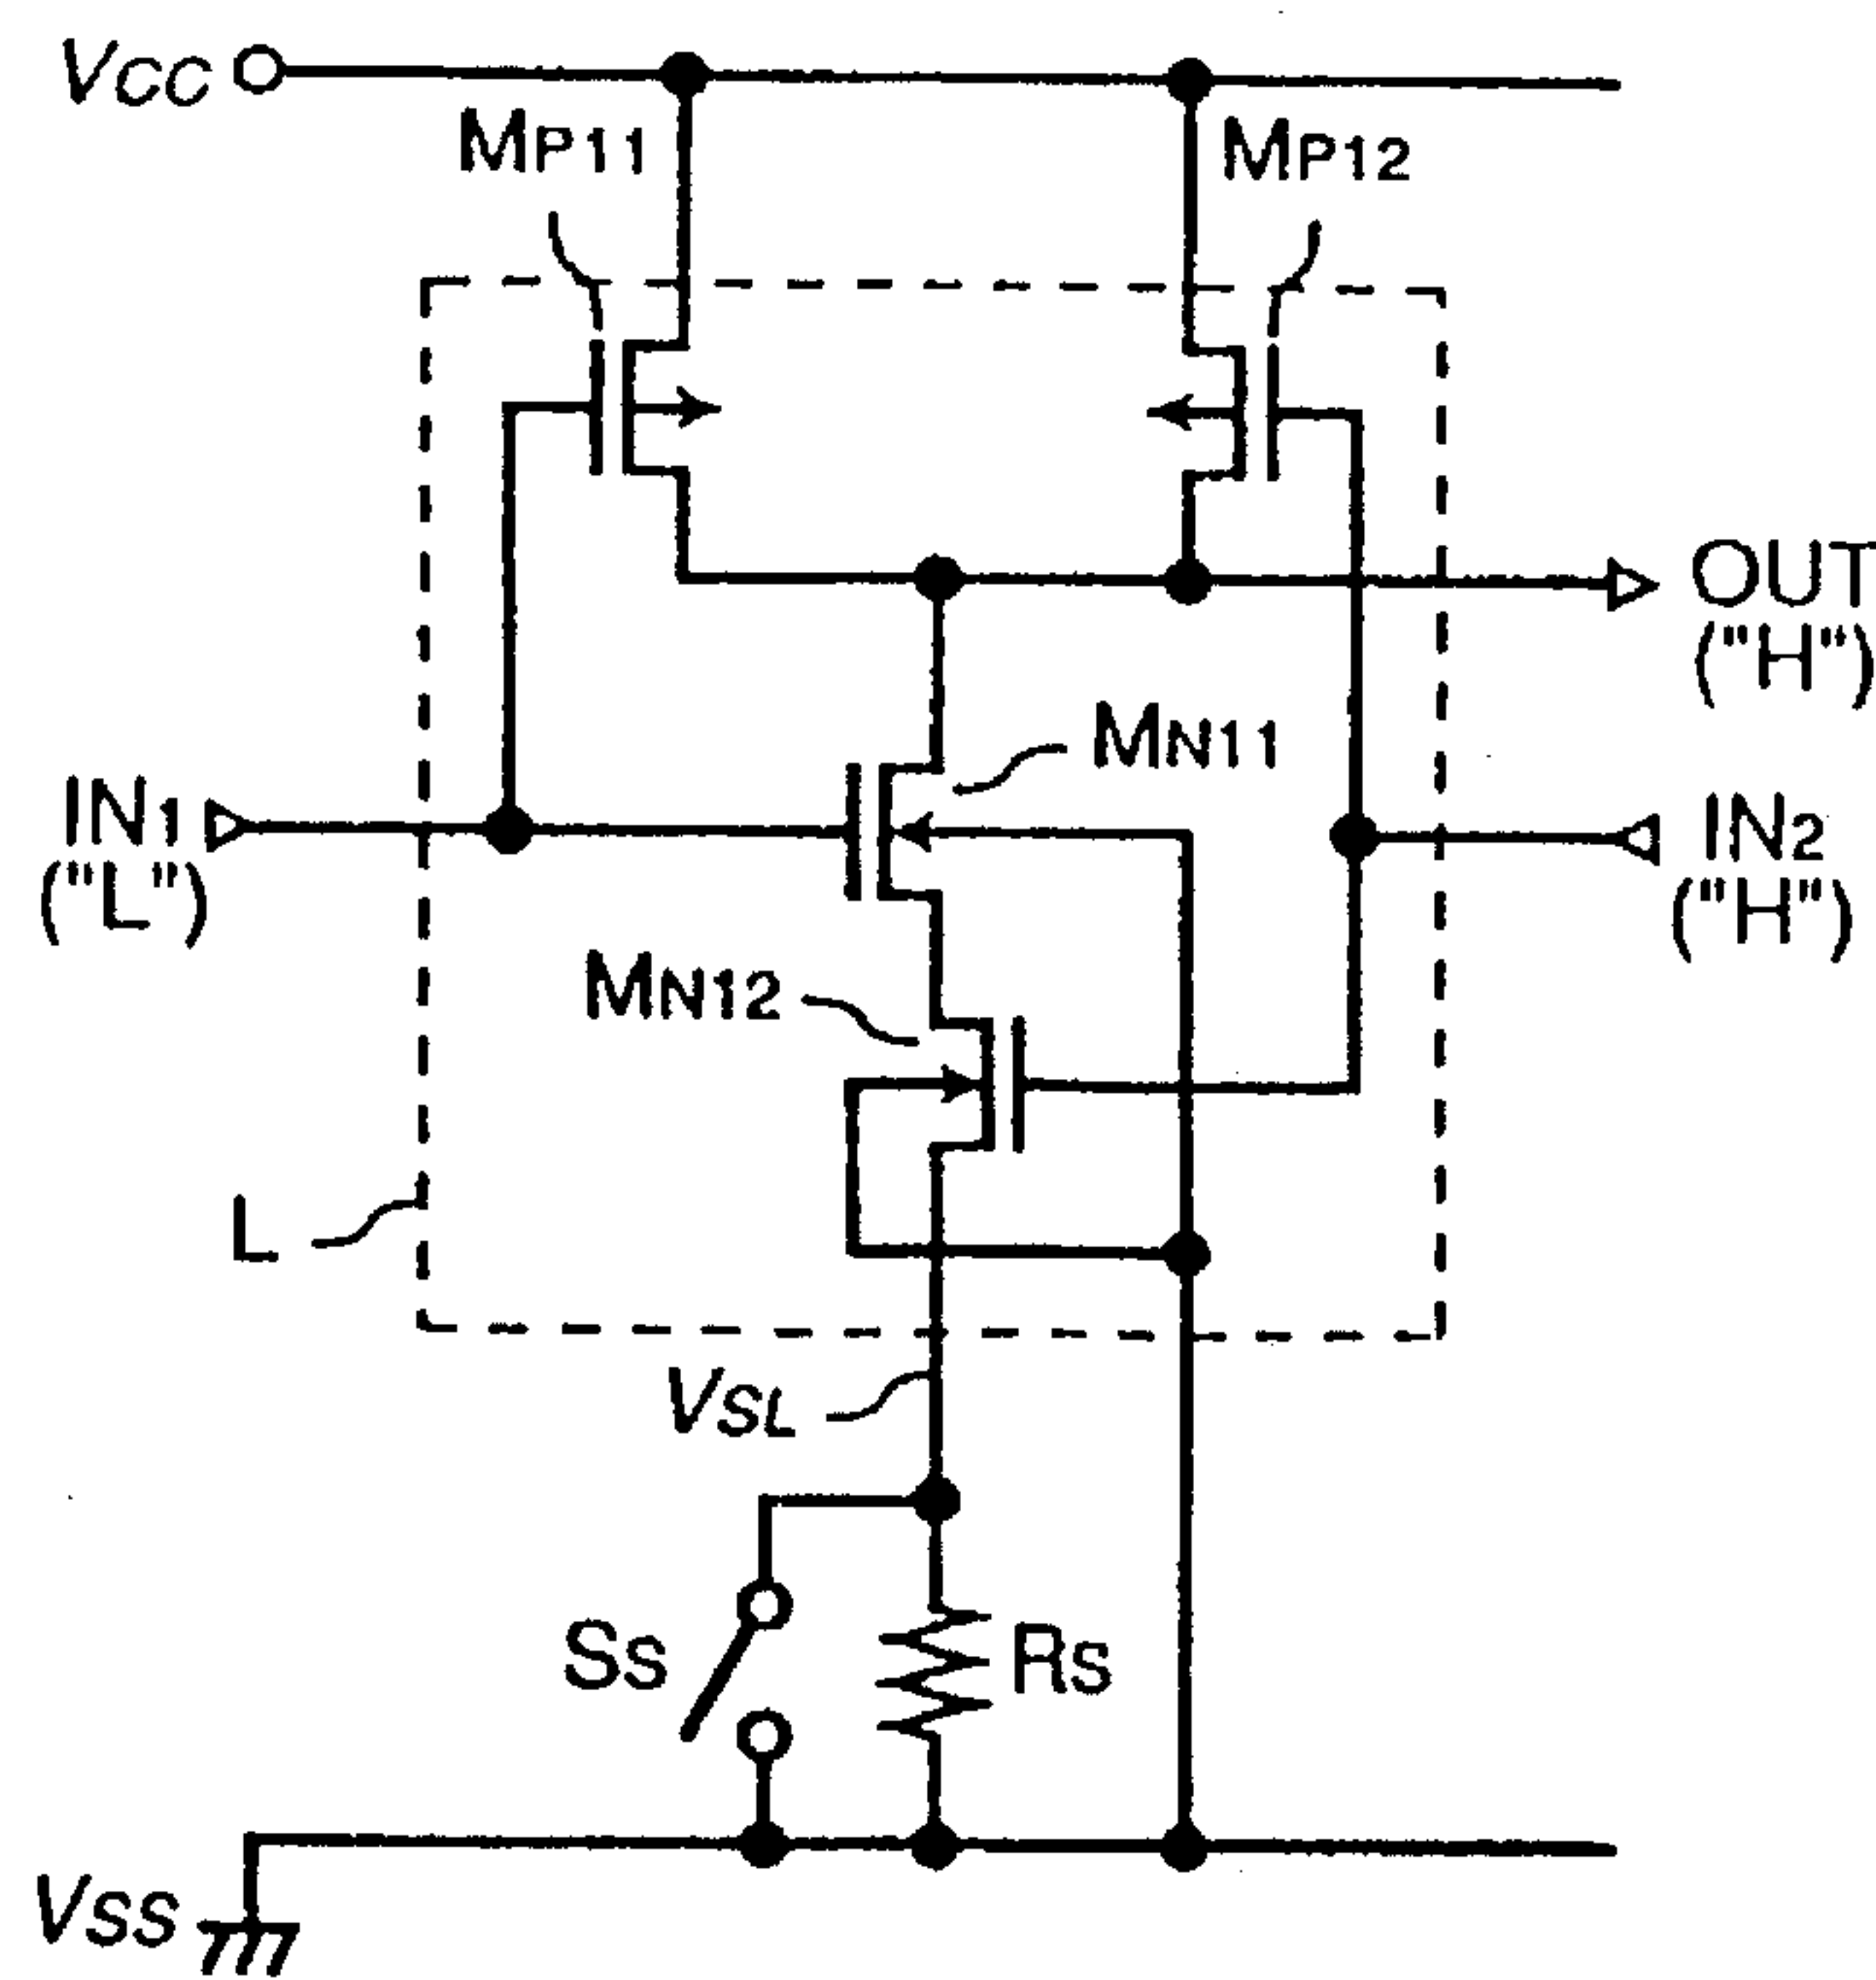 VCC
MP11
MP12
OUT
("H")
MN11
IN1
("L")
IN2
("H")
MN12
L
VSL
SS
RS
VSS